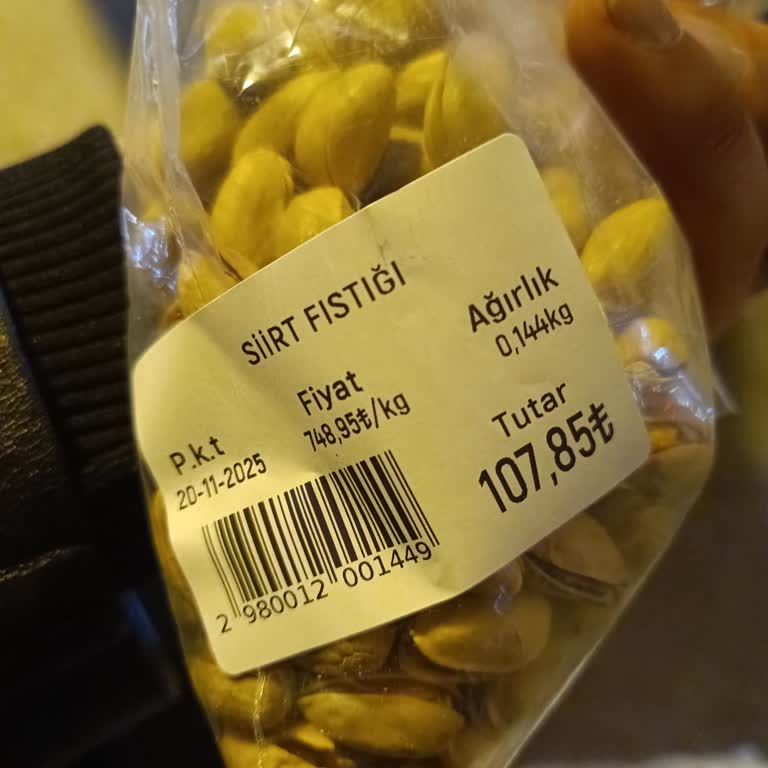 SİİRT FISTIĞI
P.k.t
20-11-2025
Fiyat
748,95₺/kg
Ağırlık
0,144kg
Tutar
107,85₺
2 980012 001449